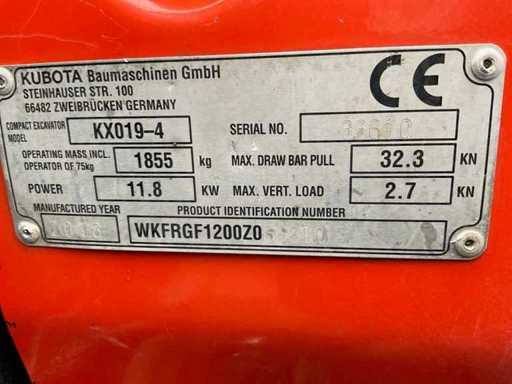 KUBOTA Baumaschinen GmbH
STEINHAUSER STR. 100
66482 ZWEIBRÜCKEN GERMANY
CE
COMPACT EXCAVATOR MODEL KX019-4 SERIAL NO.
OPERATING MASS INCL. OPERATOR OF 75kg 1855 kg MAX. DRAW BAR PULL 32.3 KN
POWER 11.8 KW MAX. VERT. LOAD 2.7 KN
MANUFACTURED YEAR PRODUCT IDENTIFICATION NUMBER
WKFRGF1200Z0